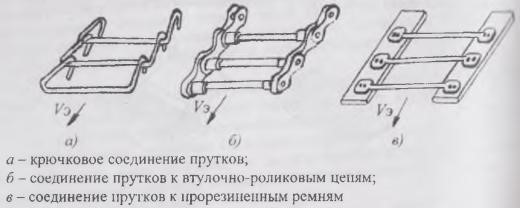 Vэ Vэ Vэ
а) б) в)
а – крючковое соединение прутков;
б – соединение прутков к втулочно-роликовым цепям;
в – соединение прутков к прорезиненным ремням